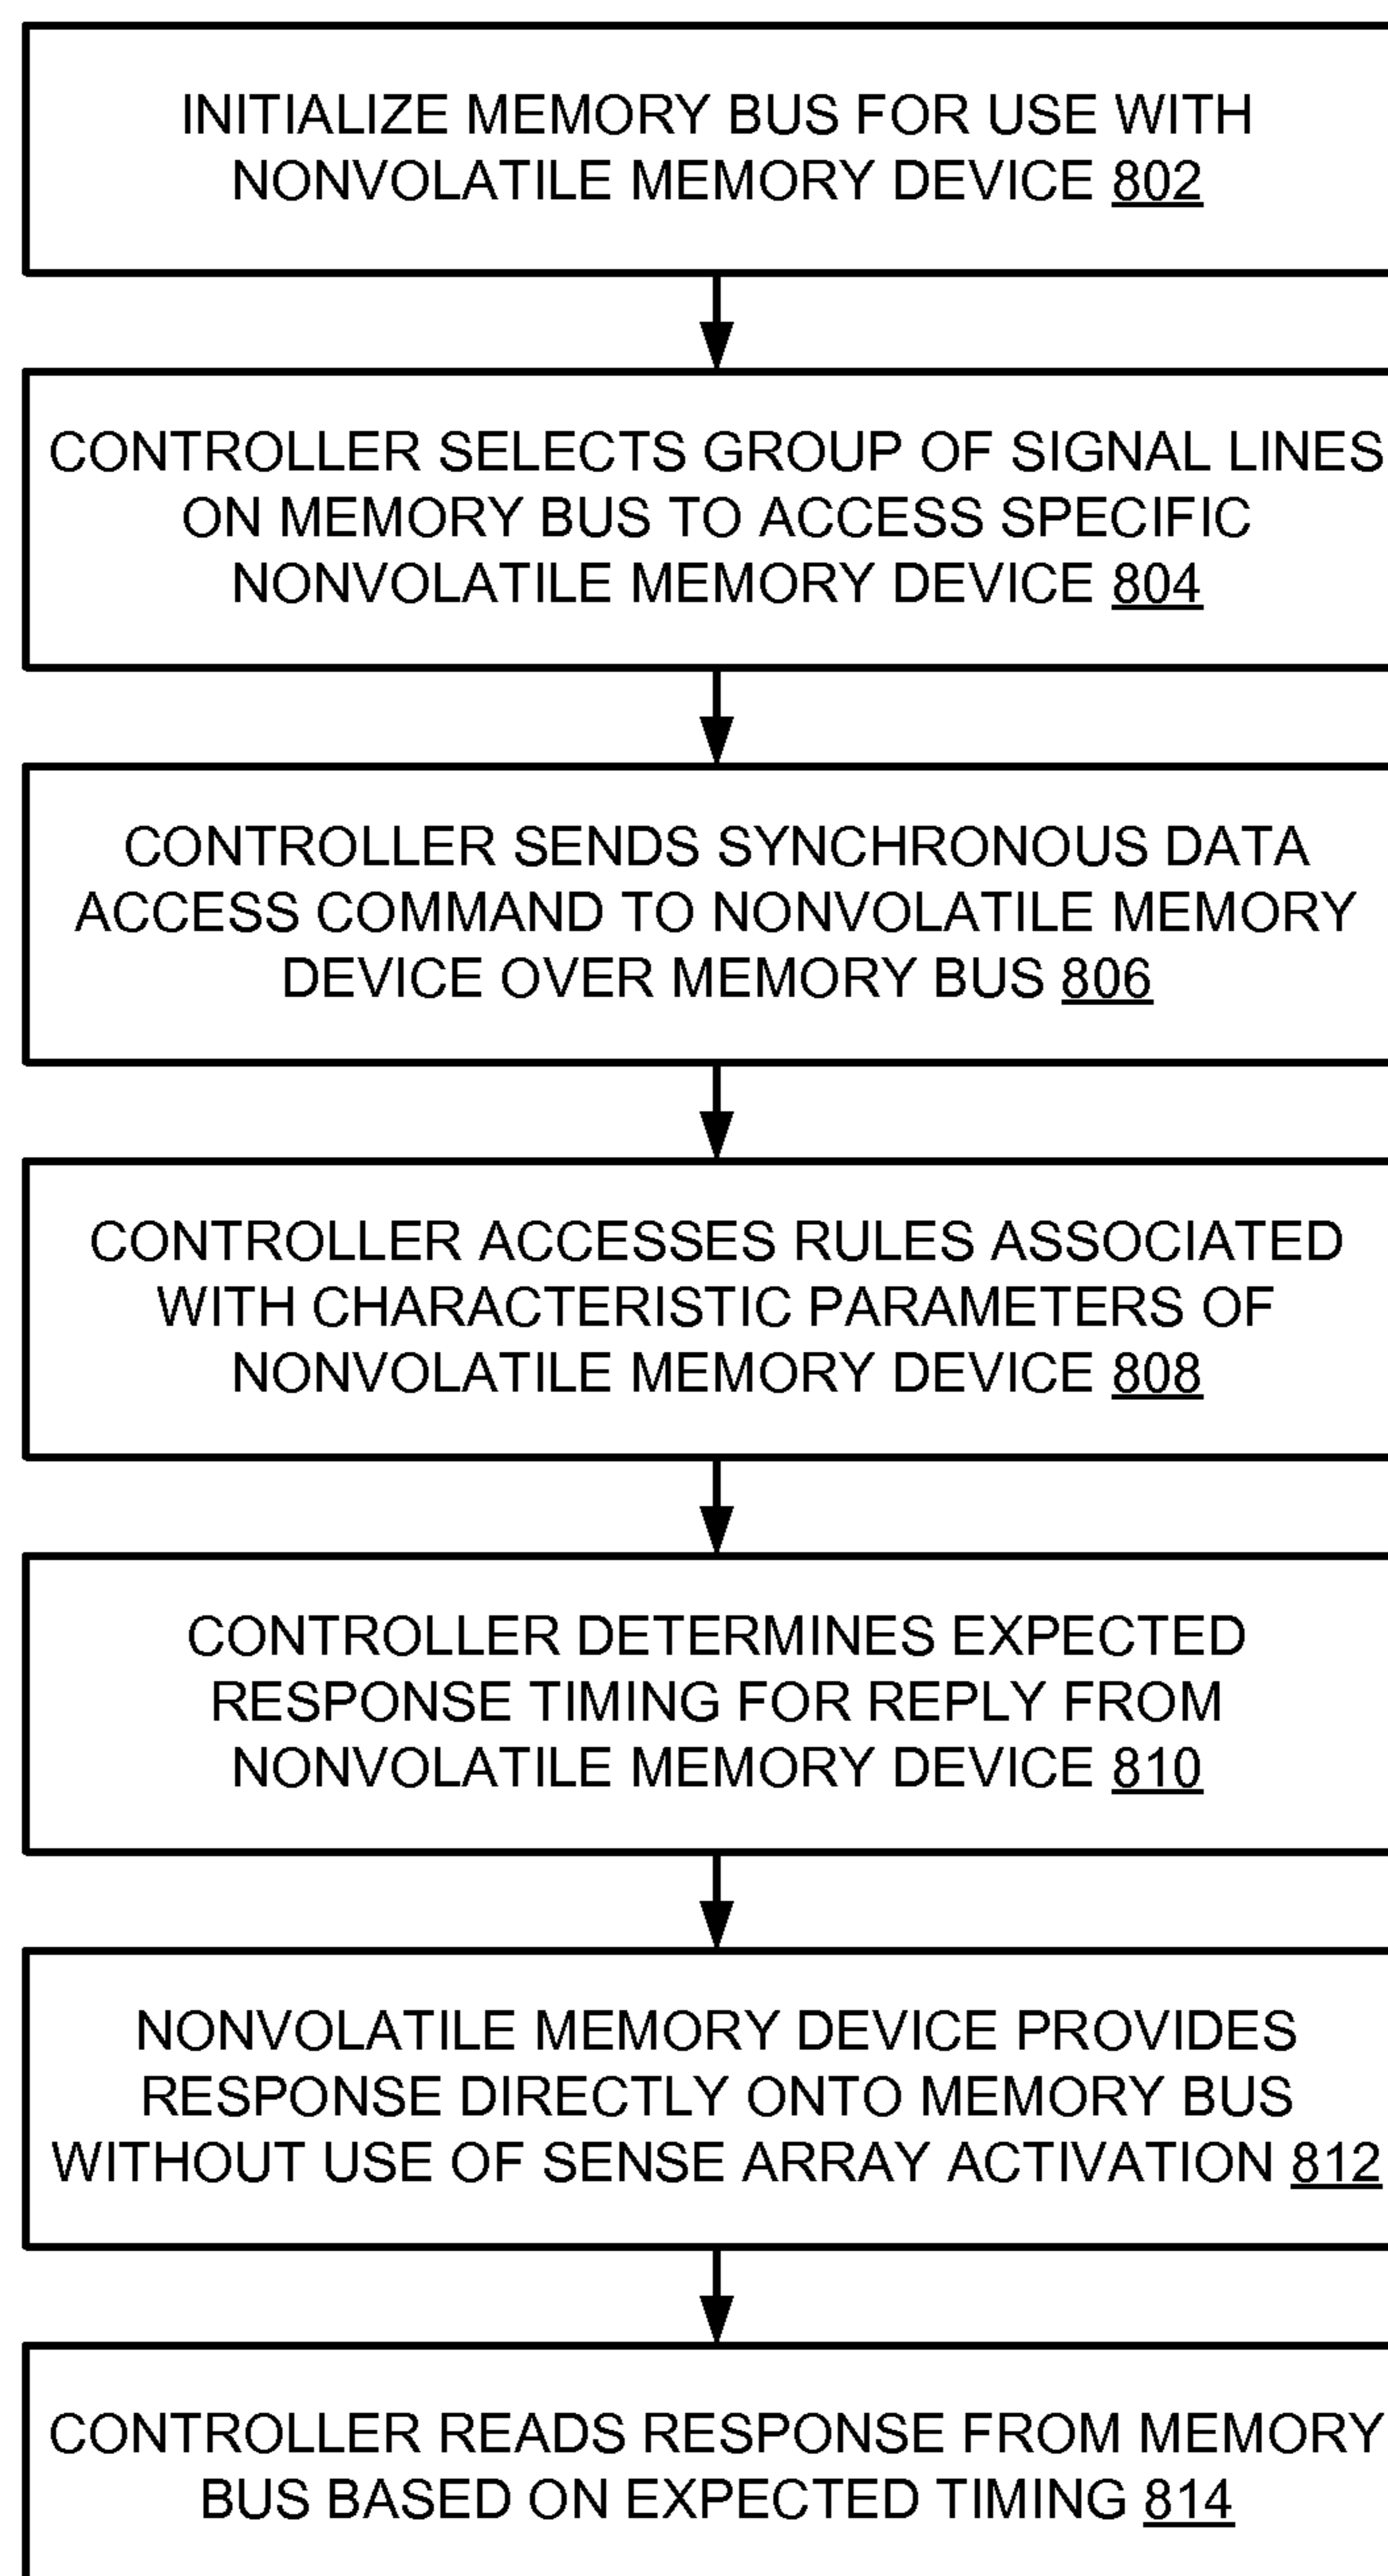 INITIALIZE MEMORY BUS FOR USE WITH
NONVOLATILE MEMORY DEVICE 802
CONTROLLER SELECTS GROUP OF SIGNAL LINES
ON MEMORY BUS TO ACCESS SPECIFIC
NONVOLATILE MEMORY DEVICE 804
CONTROLLER SENDS SYNCHRONOUS DATA
ACCESS COMMAND TO NONVOLATILE MEMORY
DEVICE OVER MEMORY BUS 806
CONTROLLER ACCESSES RULES ASSOCIATED
WITH CHARACTERISTIC PARAMETERS OF
NONVOLATILE MEMORY DEVICE 808
CONTROLLER DETERMINES EXPECTED
RESPONSE TIMING FOR REPLY FROM
NONVOLATILE MEMORY DEVICE 810
NONVOLATILE MEMORY DEVICE PROVIDES
RESPONSE DIRECTLY ONTO MEMORY BUS
WITHOUT USE OF SENSE ARRAY ACTIVATION 812
CONTROLLER READS RESPONSE FROM MEMORY
BUS BASED ON EXPECTED TIMING 814